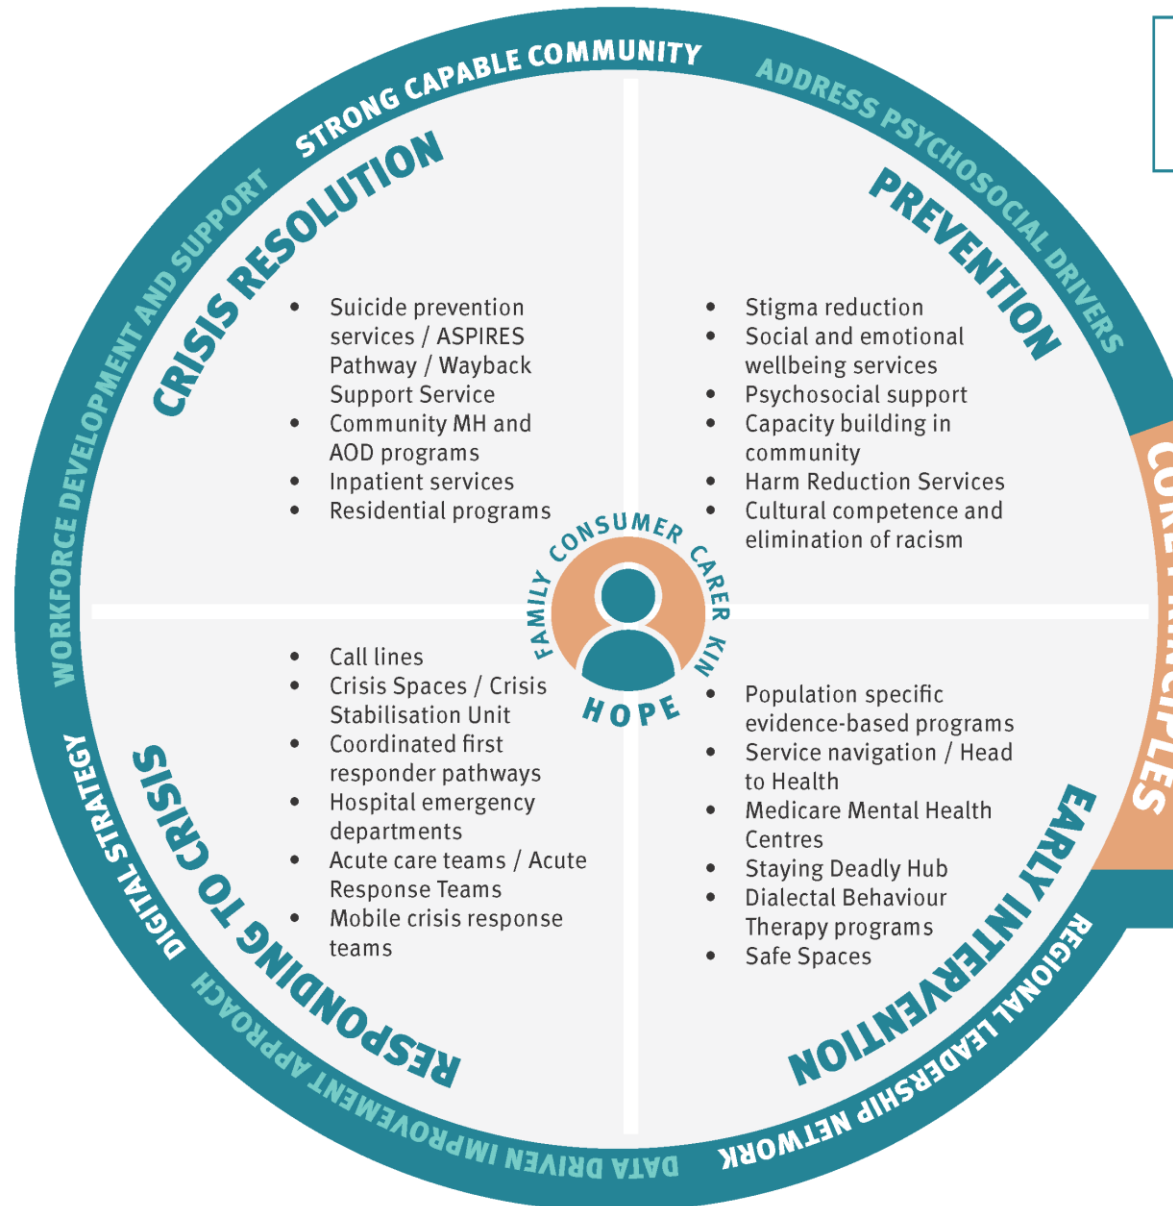 STRONG CAPABLE COMMUNITY
ADDRESS PSYCHOSOCIAL DRIVERS
WORKFORCE DEVELOPMENT AND SUPPORT
CRISIS RESOLUTION
• Suicide prevention
services / ASPIRES
Pathway / Wayback
Support Service
• Community MH and
AOD programs
• Inpatient services
• Residential programs
PREVENTION
• Stigma reduction
• Social and emotional
wellbeing services
• Psychosocial support
• Capacity building in
community
• Harm Reduction Services
• Cultural competence and
elimination of racism
CORE PRINCIPLES
FAMILY CONSUMER CARER KIN
HOPE
• Call lines
• Crisis Spaces / Crisis
Stabilisation Unit
• Coordinated first
responder pathways
• Hospital emergency
departments
• Acute care teams / Acute
Response Teams
• Mobile crisis response
teams
RESPONDING TO CRISIS
• Population specific
evidence-based programs
• Service navigation / Head
to Health
• Medicare Mental Health
Centres
• Staying Deadly Hub
• Dialectal Behaviour
Therapy programs
• Safe Spaces
EARLY INTERVENTION
DIGITAL STRATEGY
DATA DRIVEN IMPROVEMENT APPROACH
REGIONAL LEADERSHIP NETWORK